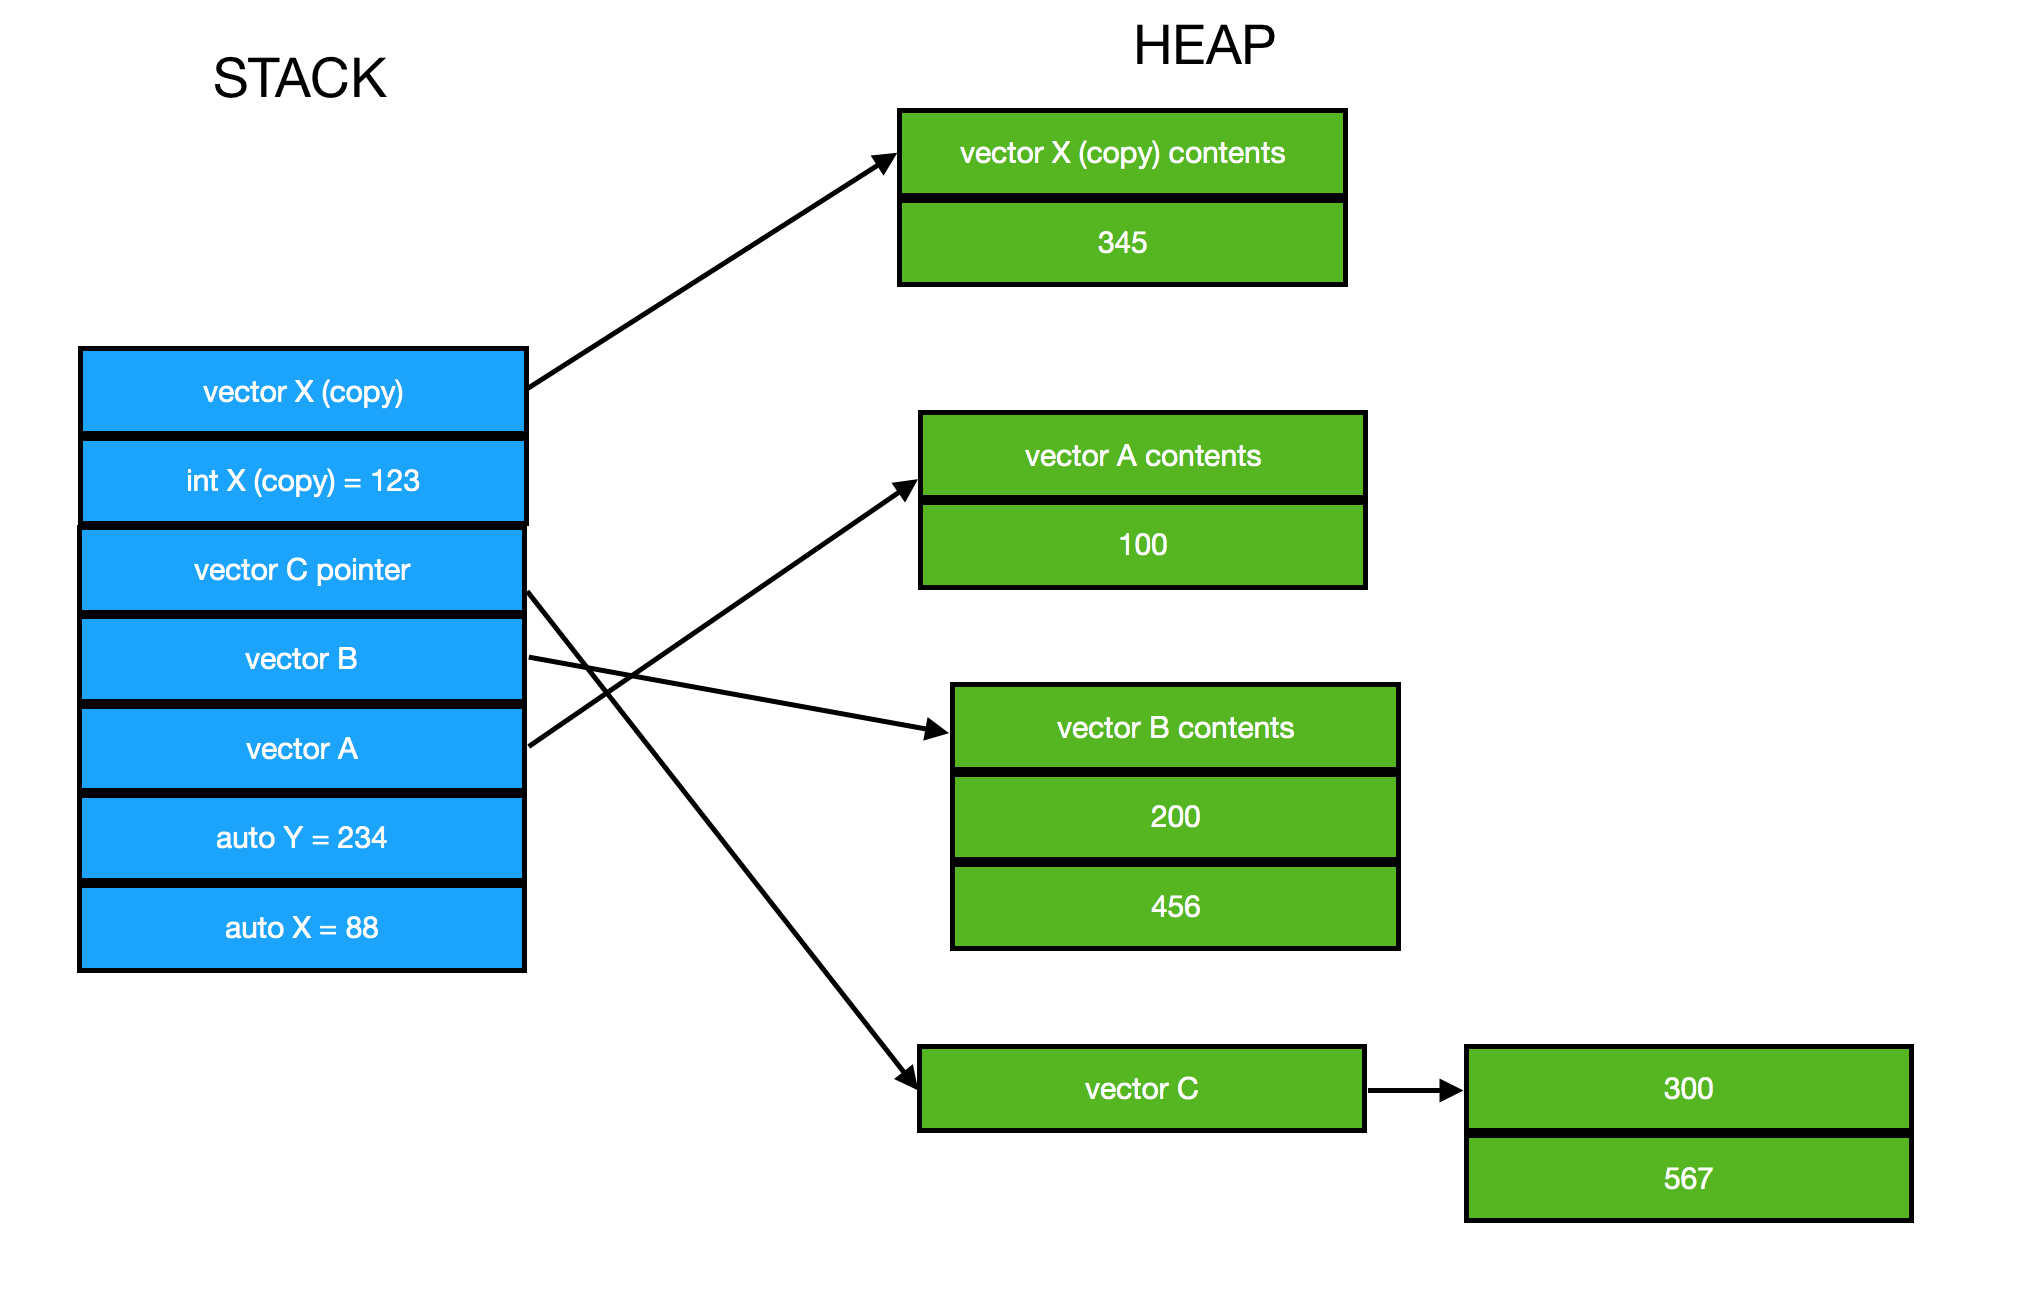 STACK
HEAP
vector X (copy)
int X (copy) = 123
vector C pointer
vector B
vector A
auto Y = 234
auto X = 88
vector X (copy) contents
345
vector A contents
100
vector B contents
200
456
vector C
300
567